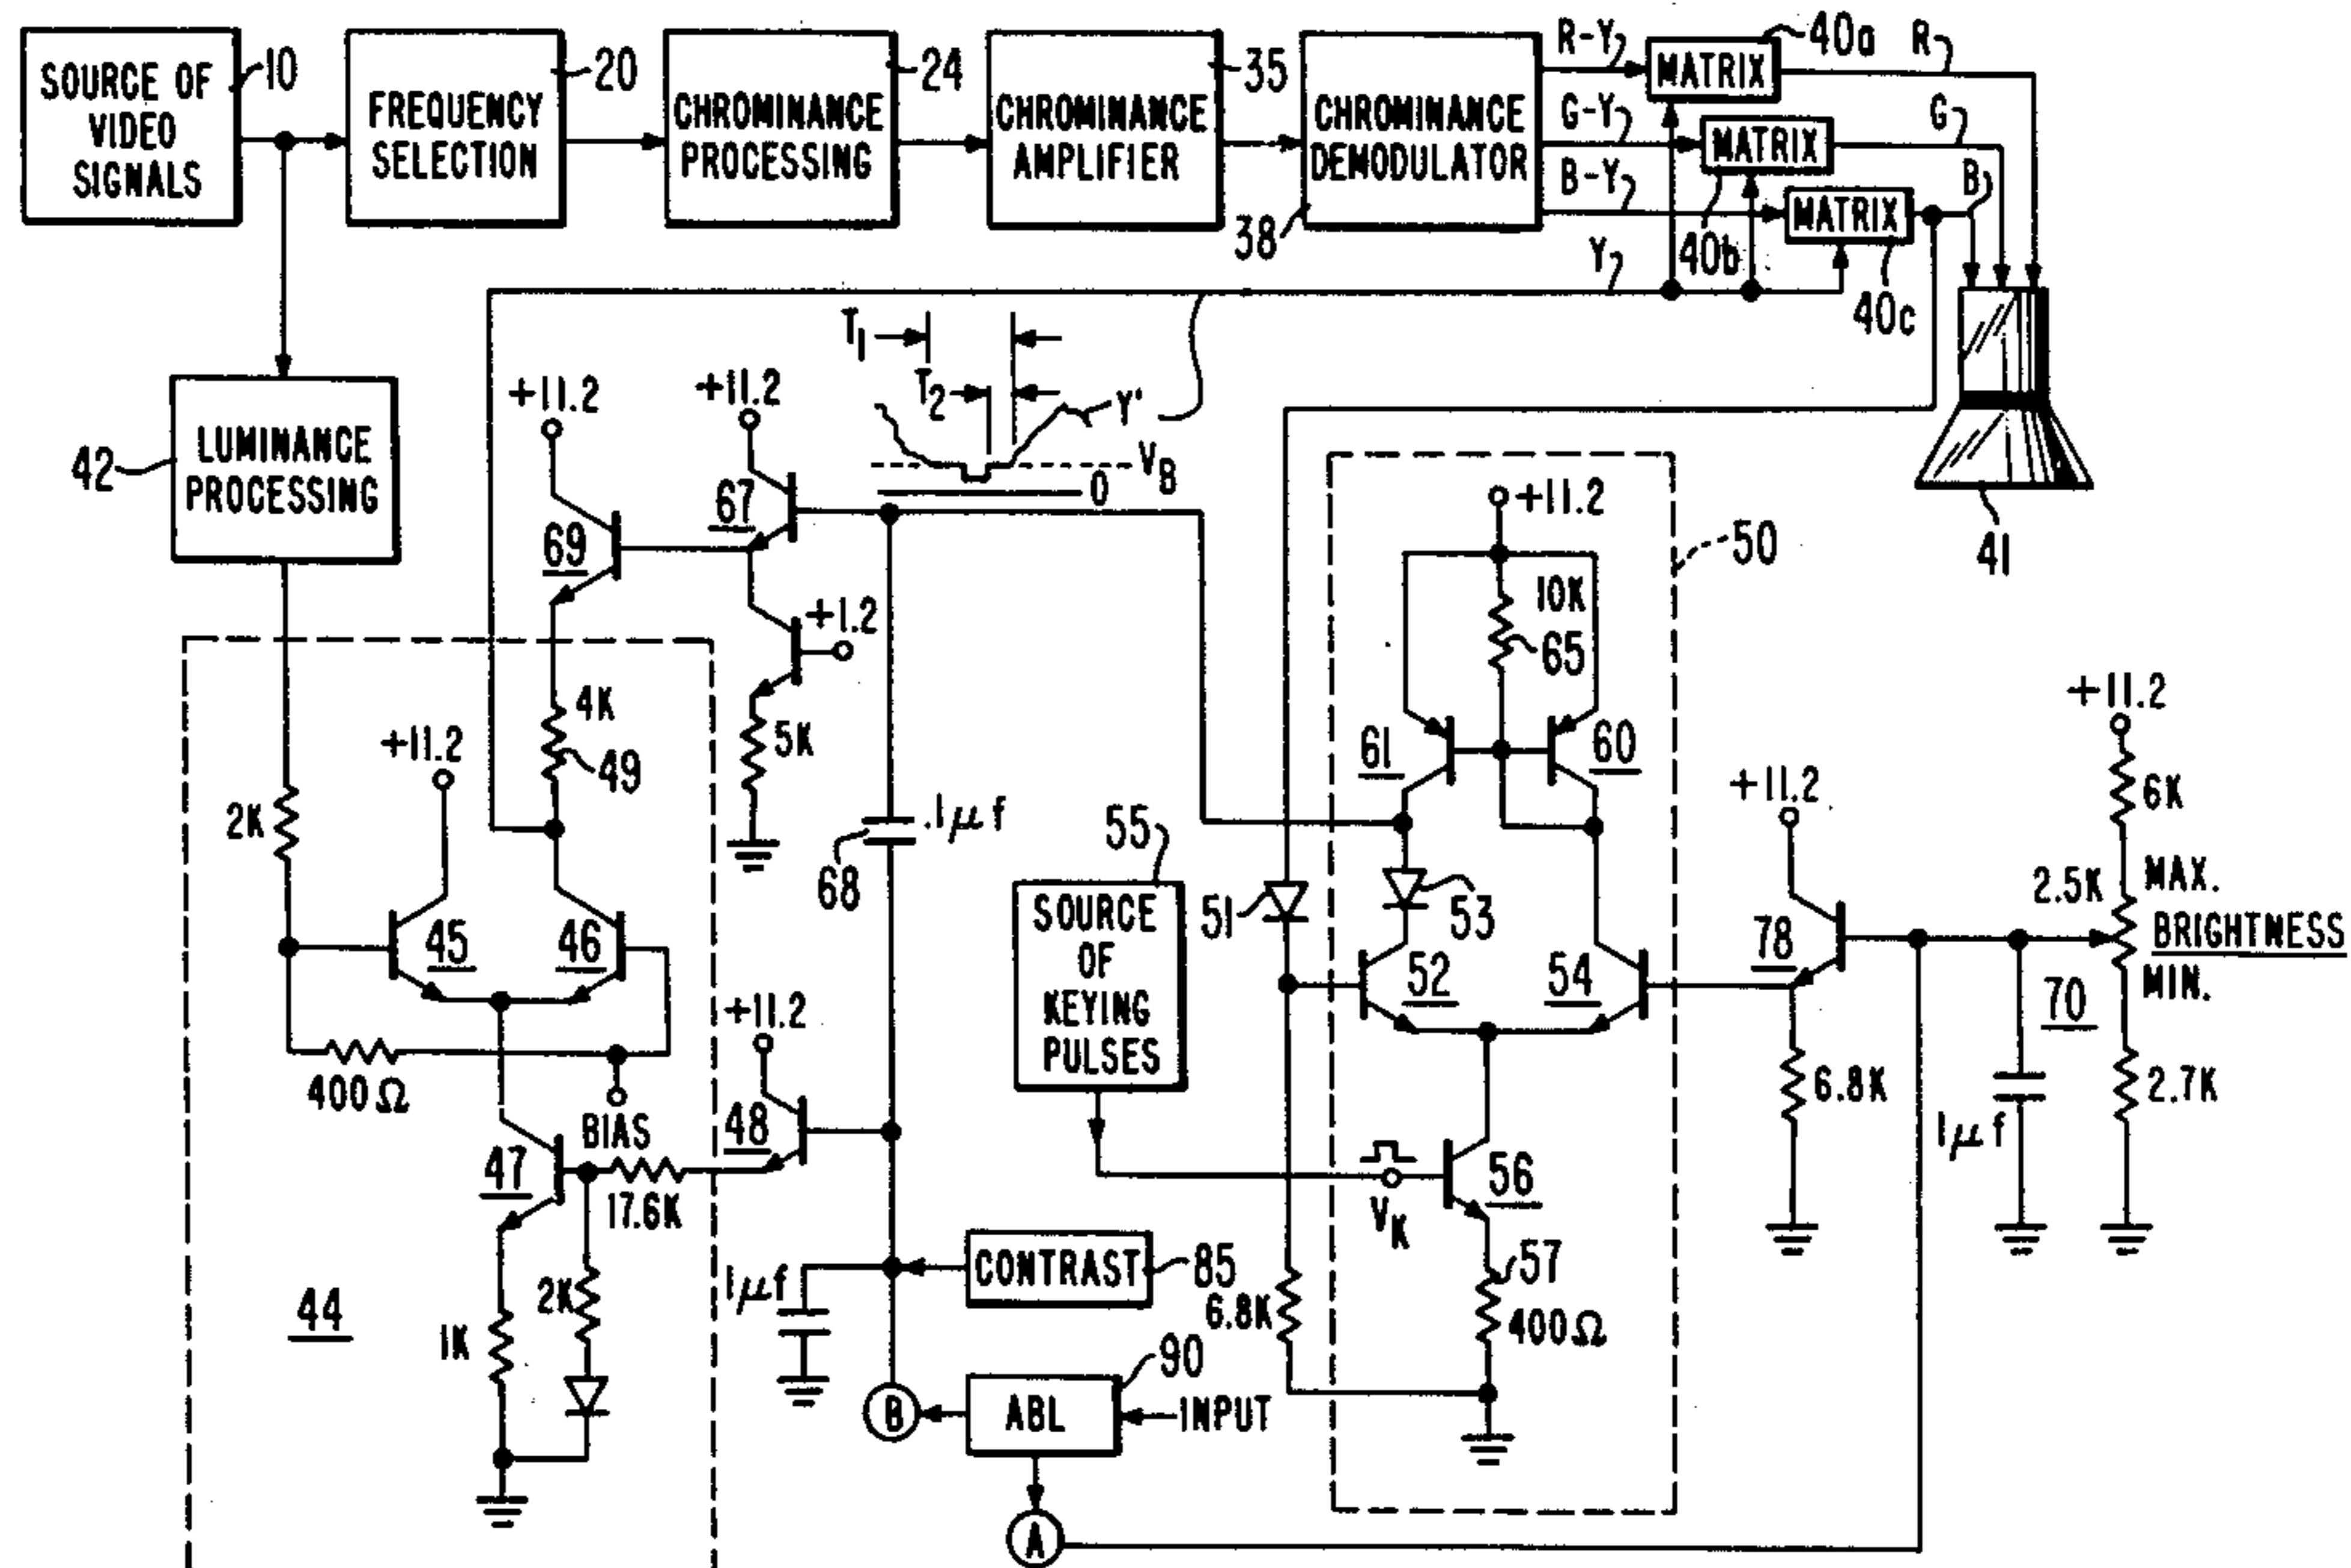 SOURCE OF
VIDEO
SIGNALS
10
FREQUENCY
SELECTION
20
CHROMINANCE
PROCESSING
24
CHROMINANCE
AMPLIFIER
35
CHROMINANCE
DEMODULATOR
38
R-Y
G-Y
B-Y
Y
MATRIX
40a
MATRIX
40b
MATRIX
40c
R
G
B
41
LUMINANCE
PROCESSING
42
T1
T2
Y'
VB
0
+11.2
69
+11.2
67
+1.2
5K
4K
49
+11.2
2K
45
46
400Ω
BIAS
47
17.6K
+11.2
48
2K
1K
44
.1μf
68
1μf
CONTRAST
85
B
ABL
90
INPUT
A
SOURCE
OF
KEYING
PULSES
55
51
6.8K
50
+11.2
10K
65
61
60
53
52
54
VK
56
57
400Ω
+11.2
78
6.8K
1μf
70
+11.2
6K
2.5K
MAX.
BRIGHTNESS
MIN.
2.7K